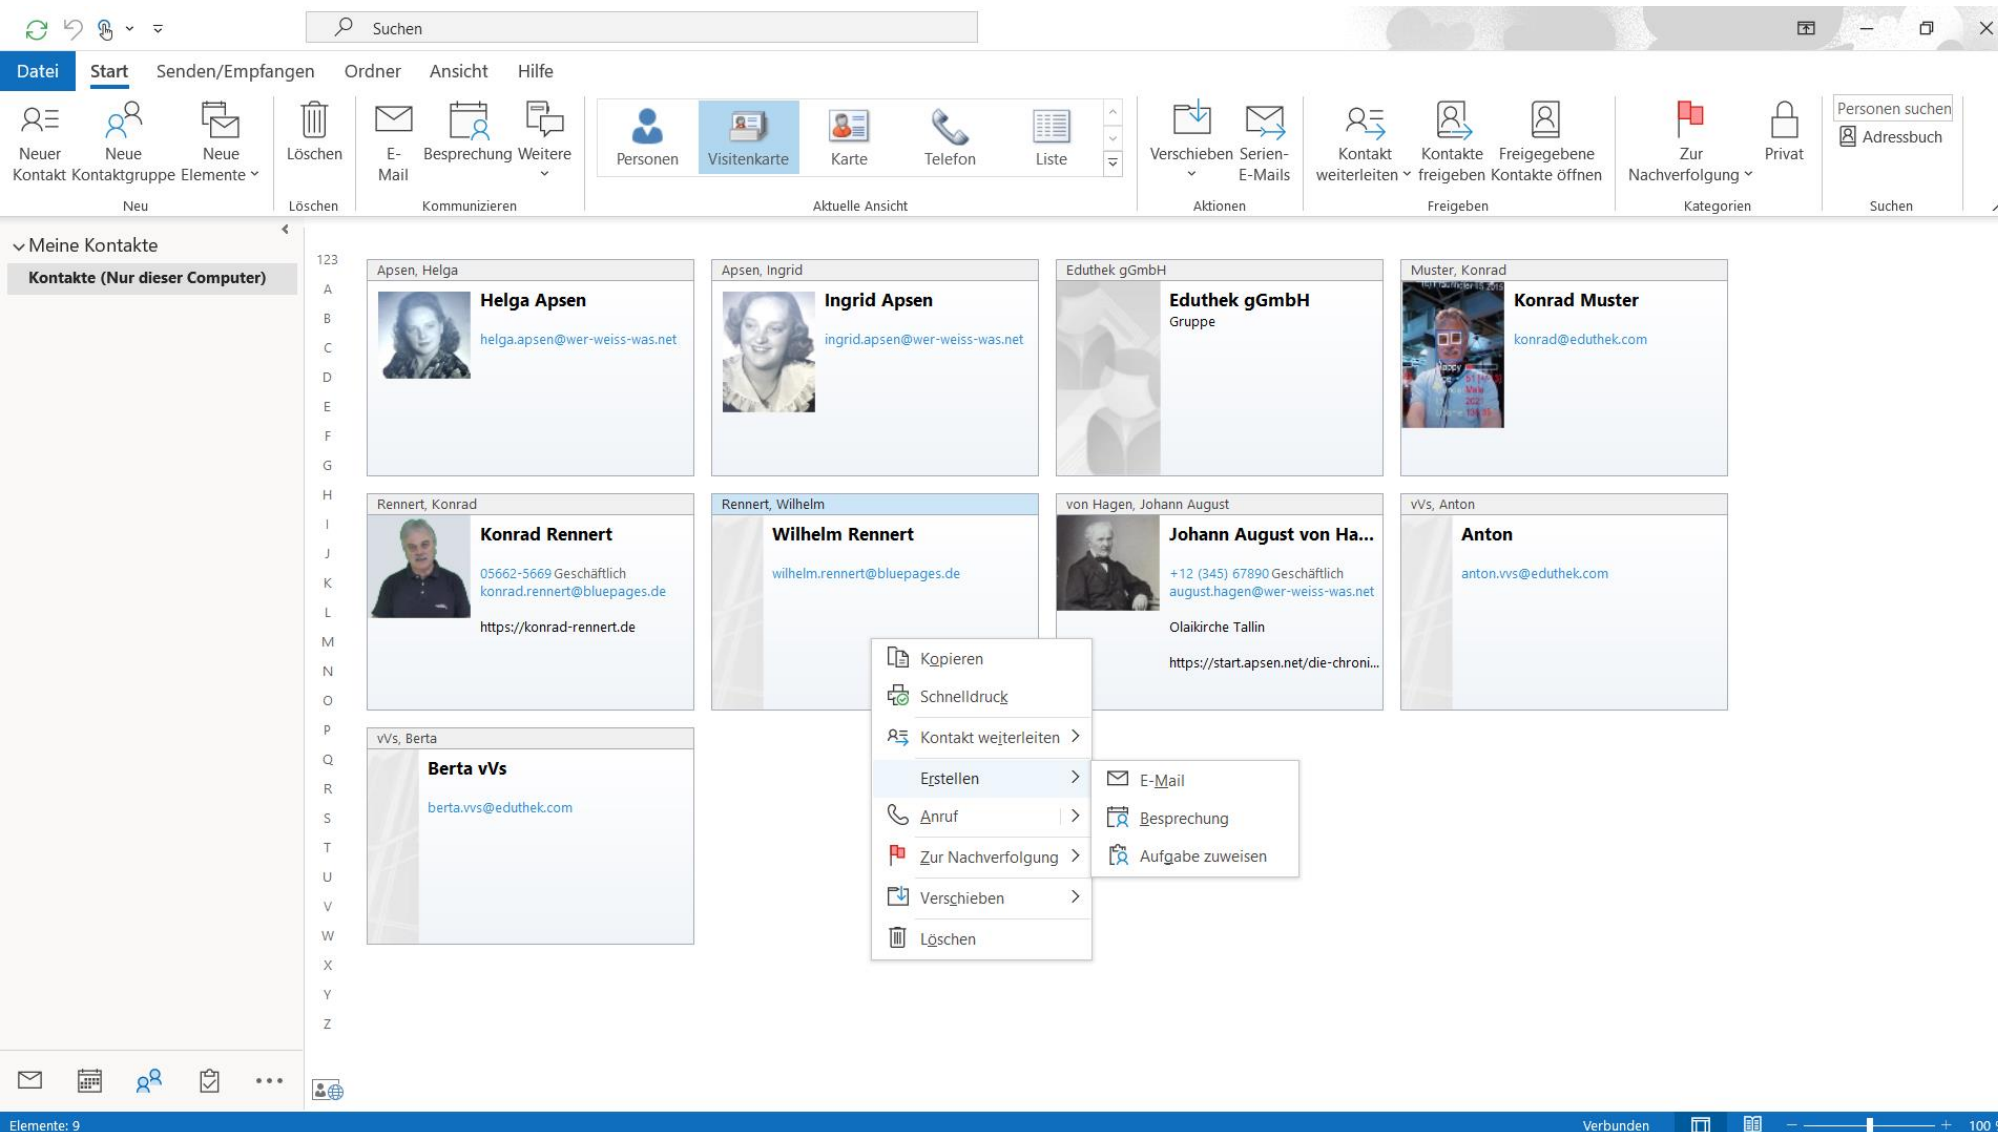 Suchen
Datei Start Senden/Empfangen Ordner Ansicht Hilfe
Neuer Kontakt
Neue Kontaktgruppe
Neue Elemente
Neu
Löschen
Löschen
E-Mail
Besprechung
Weitere
Kommunizieren
Personen
Visitenkarte
Karte
Telefon
Liste
Aktuelle Ansicht
Verschieben
Serien-E-Mails
Aktionen
Kontakt weiterleiten
Kontakte freigeben
Freigegebene Kontakte öffnen
Freigeben
Zur Nachverfolgung
Privat
Kategorien
Personen suchen
Adressbuch
Suchen
Meine Kontakte
Kontakte (Nur dieser Computer)
123
A
B
C
D
E
F
G
H
I
J
K
L
M
N
O
P
Q
R
S
T
U
V
W
X
Y
Z
Apsen, Helga
Helga Apsen
helga.apsen@wer-weiss-was.net
Apsen, Ingrid
Ingrid Apsen
ingrid.apsen@wer-weiss-was.net
Eduthek gGmbH
Eduthek gGmbH
Gruppe
Muster, Konrad
Konrad Muster
konrad@eduthek.com
Rennert, Konrad
Konrad Rennert
05662-5669 Geschäftlich
konrad.rennert@bluepages.de
https://konrad-rennert.de
Rennert, Wilhelm
Wilhelm Rennert
wilhelm.rennert@bluepages.de
von Hagen, Johann August
Johann August von Ha...
+12 (345) 67890 Geschäftlich
august.hagen@wer-weiss-was.net
Olaikirche Tallin
https://start.apsen.net/die-chroni...
vVs, Anton
Anton
anton.vvs@eduthek.com
vVs, Berta
Berta vVs
berta.vvs@eduthek.com
Kopieren
Schnelldruck
Kontakt weiterleiten
Erstellen
Anruf
Zur Nachverfolgung
Verschieben
Löschen
E-Mail
Besprechung
Aufgabe zuweisen
Elemente: 9
Verbunden
100 %